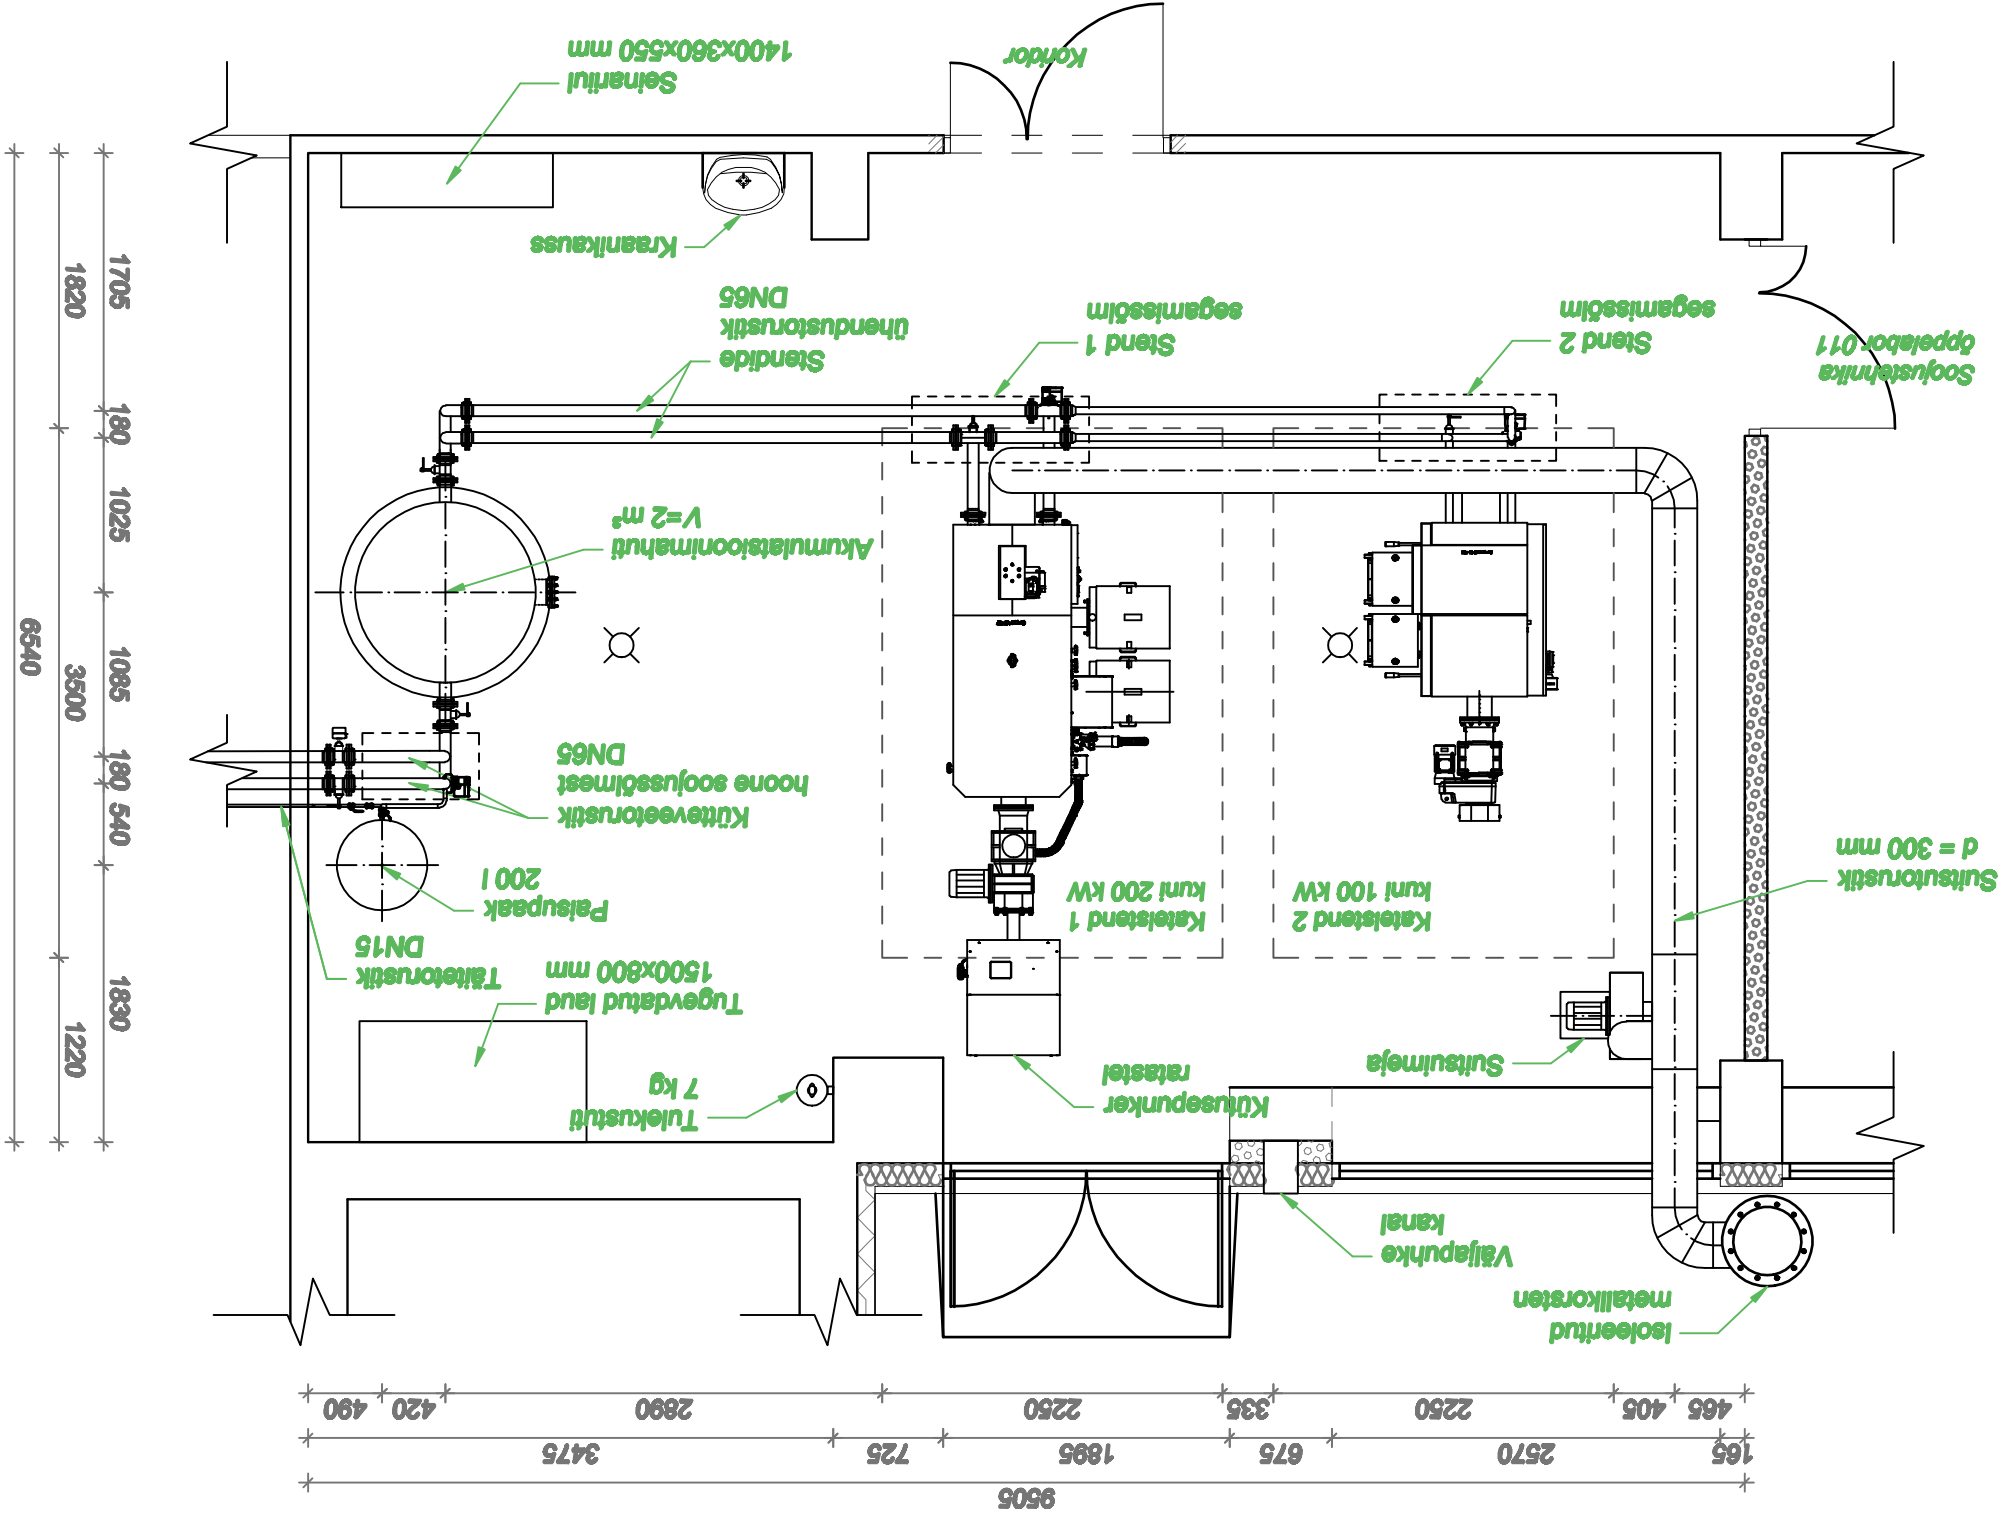 9505
165
2570
675
1895
725
3475
465
405
2250
335
2250
2890
420
490
Isoleeritud
metallkorsten
Väljapuhke
kanal
Kütusepunker
ratastel
Tulekustuti
7 kg
Suitsuimeja
Tugevdatud laud
1500x800 mm
Täitetorustik
DN15
Katelstend 2
kuni 100 kW
Katelstend 1
kuni 200 kW
Paisupaak
200 l
Suitsutorustik
d = 300 mm
Kütteveetorustik
hoone soojussõlmest
DN65
Akumulatsioonimahuti
V=2 m³
Soojustehnika
õppelabor 011
Stendide
ühendustorustik
DN65
Stend 2
segamissõlm
Stend 1
segamissõlm
Kraanikauss
Seinariiul
1400x360x550 mm
Koridor
1830
540
180
1085
1025
180
1705
1220
3500
1820
6540